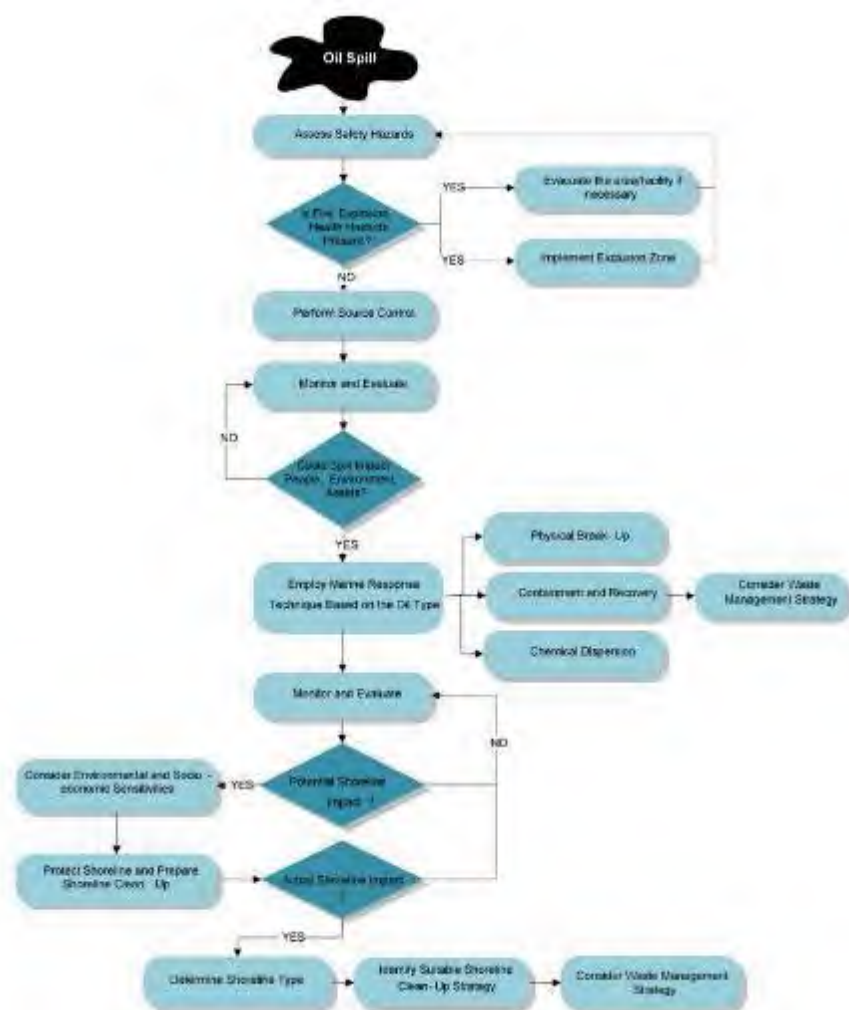 Oil Spill
Assess Safety Hazards
Is Fire, Explosion,
Health Hazards
Present?
YES
Evacuate the area/facility if
necessary
YES
Implement Exclusion Zone
NO
Perform Source Control
Monitor and Evaluate
NO
Could Spill Impact
People, Environment,
Assets?
YES
Employ Marine Response
Technique Based on the Oil Type
Physical Break- Up
Containment and Recovery
Consider Waste
Management Strategy
Chemical Dispersion
Monitor and Evaluate
NO
Potential Shoreline
Impact
YES
Consider Environmental and Socio -
economic Sensitivities
Protect Shoreline and Prepare
Shoreline Clean - Up
Actual Shoreline Impact
YES
Determine Shoreline Type
Identify Suitable Shoreline
Clean- Up Strategy
Consider Waste Management
Strategy